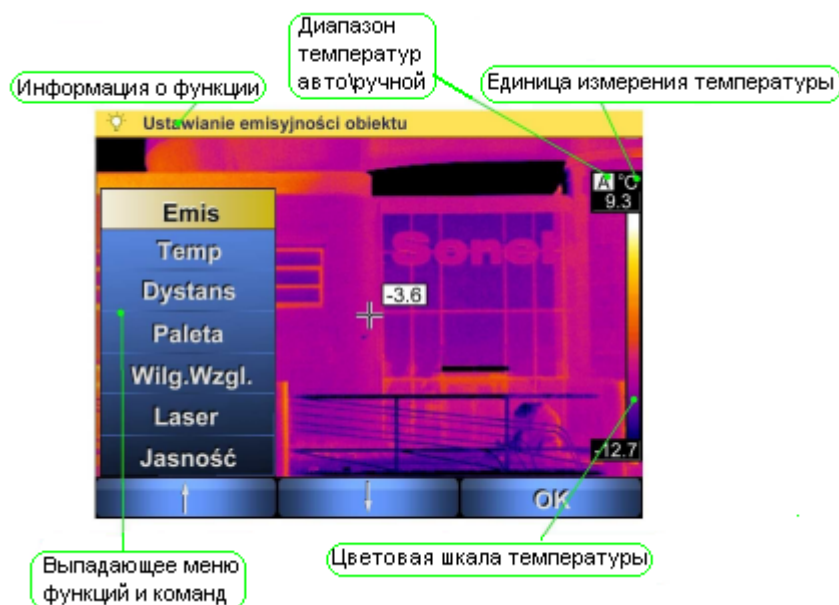 Диапазон
температур
авто\ручной
Информация о функции
Единица измерения температуры
Ustawianie emisyjności obiektu
A °C
9.3
Emis
Temp
Sonel
Dystans
-3.6
Paleta
Wilg.Wzgl.
Laser
Jasność
-12.7
↑
↓
OK
Выпадающее меню
функций и команд
Цветовая шкала температуры